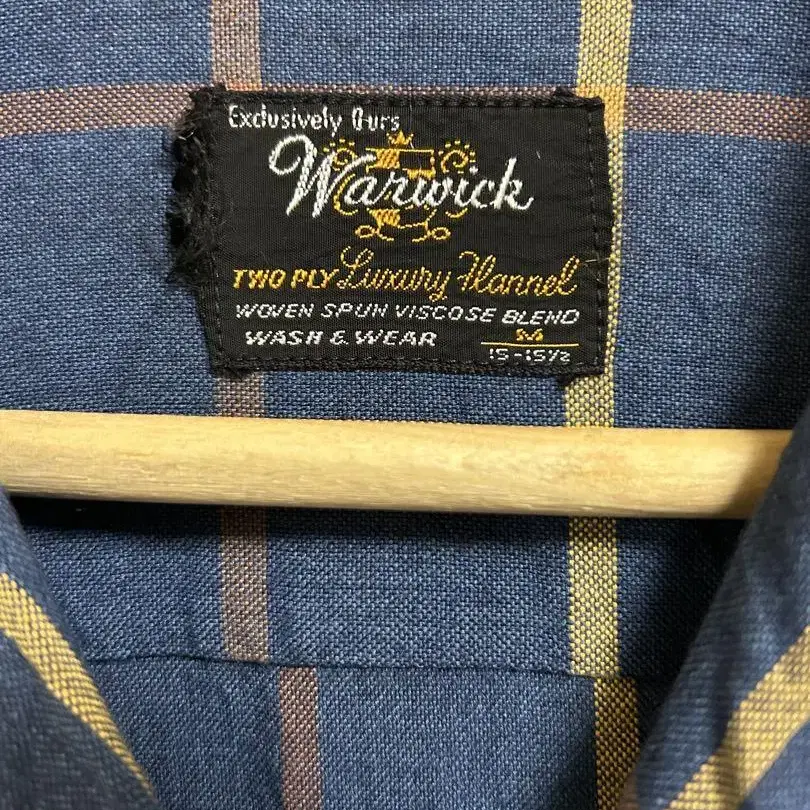 Exclusively Ours
Warwick
TWO PLY Luxury Flannel
WOVEN SPUN VISCOSE BLEND
WASH & WEAR M
15-15½